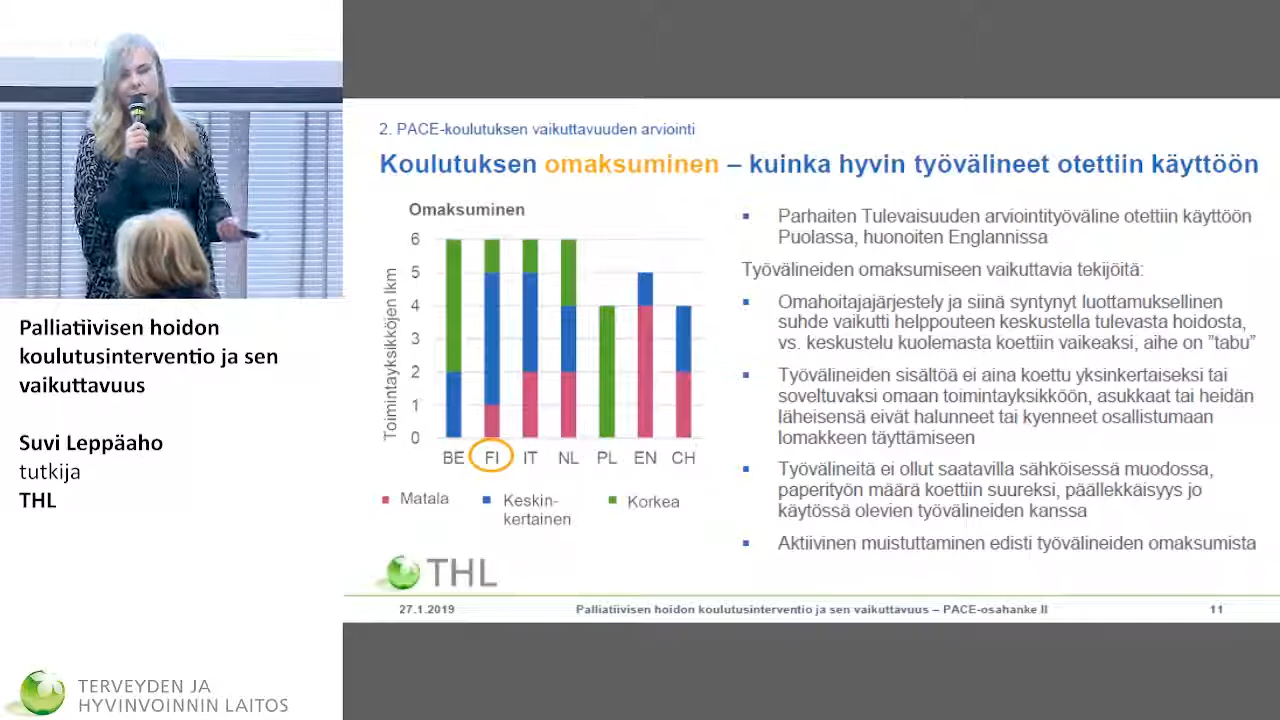 Palliatiivisen hoidon
koulutusinterventio ja sen
vaikuttavuus
Suvi Leppäaho
tutkija
THL
TERVEYDEN JA
HYVINVOINNIN LAITOS
2. PACE-koulutuksen vaikuttavuuden arviointi
Koulutuksen omaksuminen – kuinka hyvin työvälineet otettiin käyttöön
Omaksuminen
Toimintayksikköjen lkm
6
5
4
3
2
1
0
BE FI IT NL PL EN CH
Matala
Keskin-
kertainen
Korkea
Parhaiten Tulevaisuuden arviointityöväline otettiin käyttöön
Puolassa, huonoiten Englannissa
Työvälineiden omaksumiseen vaikuttavia tekijöitä:
Omahoitajajärjestely ja siinä syntynyt luottamuksellinen
suhde vaikutti helppouteen keskustella tulevasta hoidosta,
vs. keskustelu kuolemasta koettiin vaikeaksi, aihe on ”tabu”
Työvälineiden sisältöä ei aina koettu yksinkertaiseksi tai
soveltuvaksi omaan toimintayksikköön, asukkaat tai heidän
läheisensä eivät halunneet tai kyenneet osallistumaan
lomakkeen täyttämiseen
Työvälineitä ei ollut saatavilla sähköisessä muodossa,
paperityön määrä koettiin suureksi, päällekkäisyys jo
käytössä olevien työvälineiden kanssa
Aktiivinen muistuttaminen edisti työvälineiden omaksumista
THL
27.1.2019
Palliatiivisen hoidon koulutusinterventio ja sen vaikuttavuus – PACE-osahanke II
11